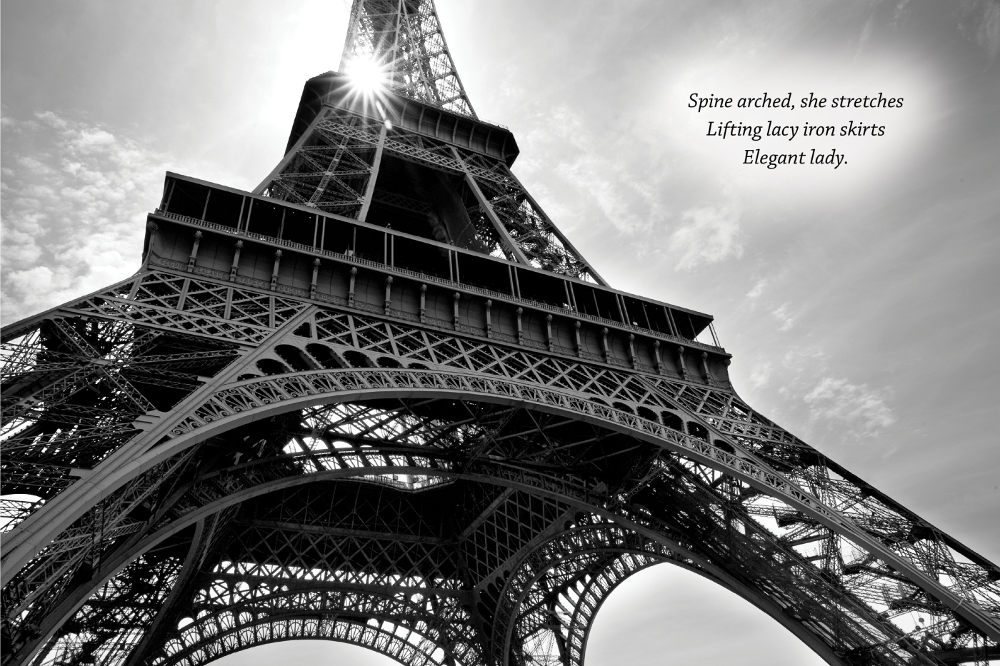 Spine arched, she stretches
Lifting lacy iron skirts
Elegant lady.